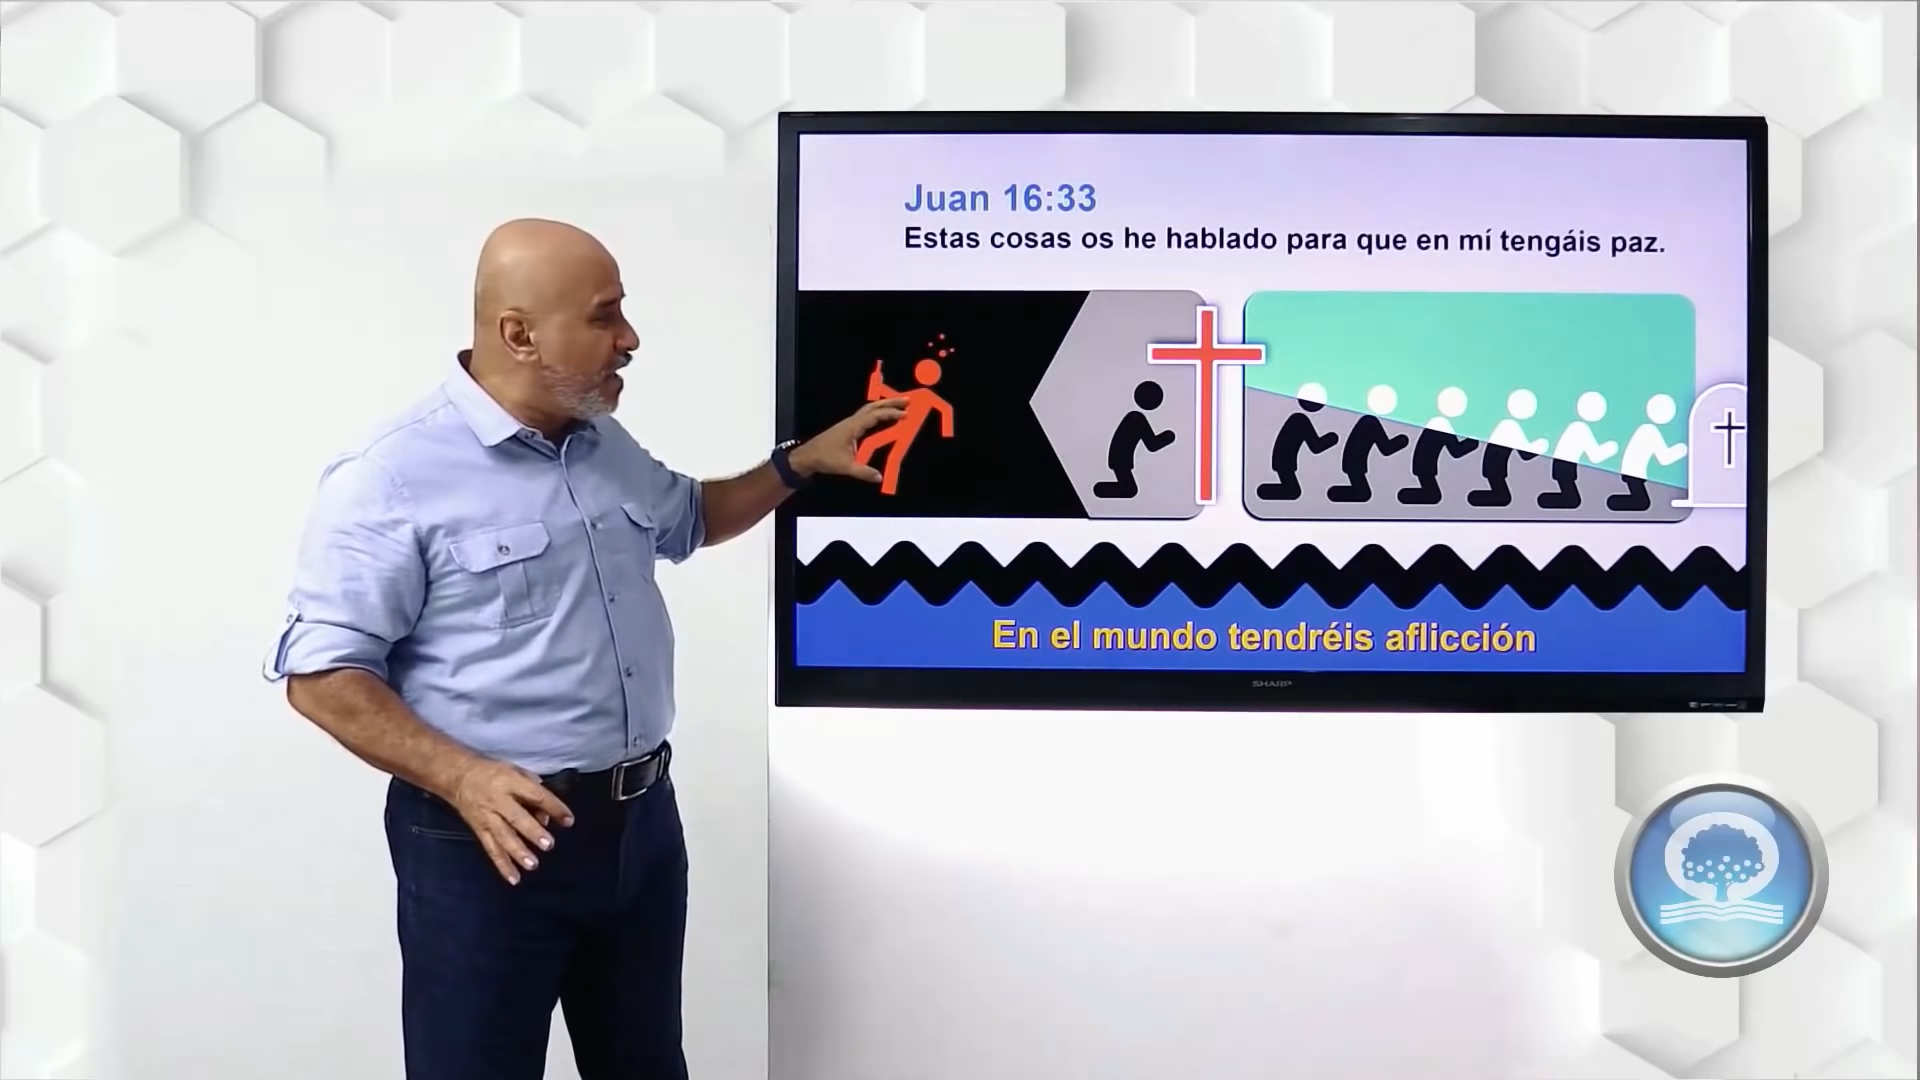 Juan 16:33
Estas cosas os he hablado para que en mí tengáis paz.
En el mundo tendréis aflicción
SHARP